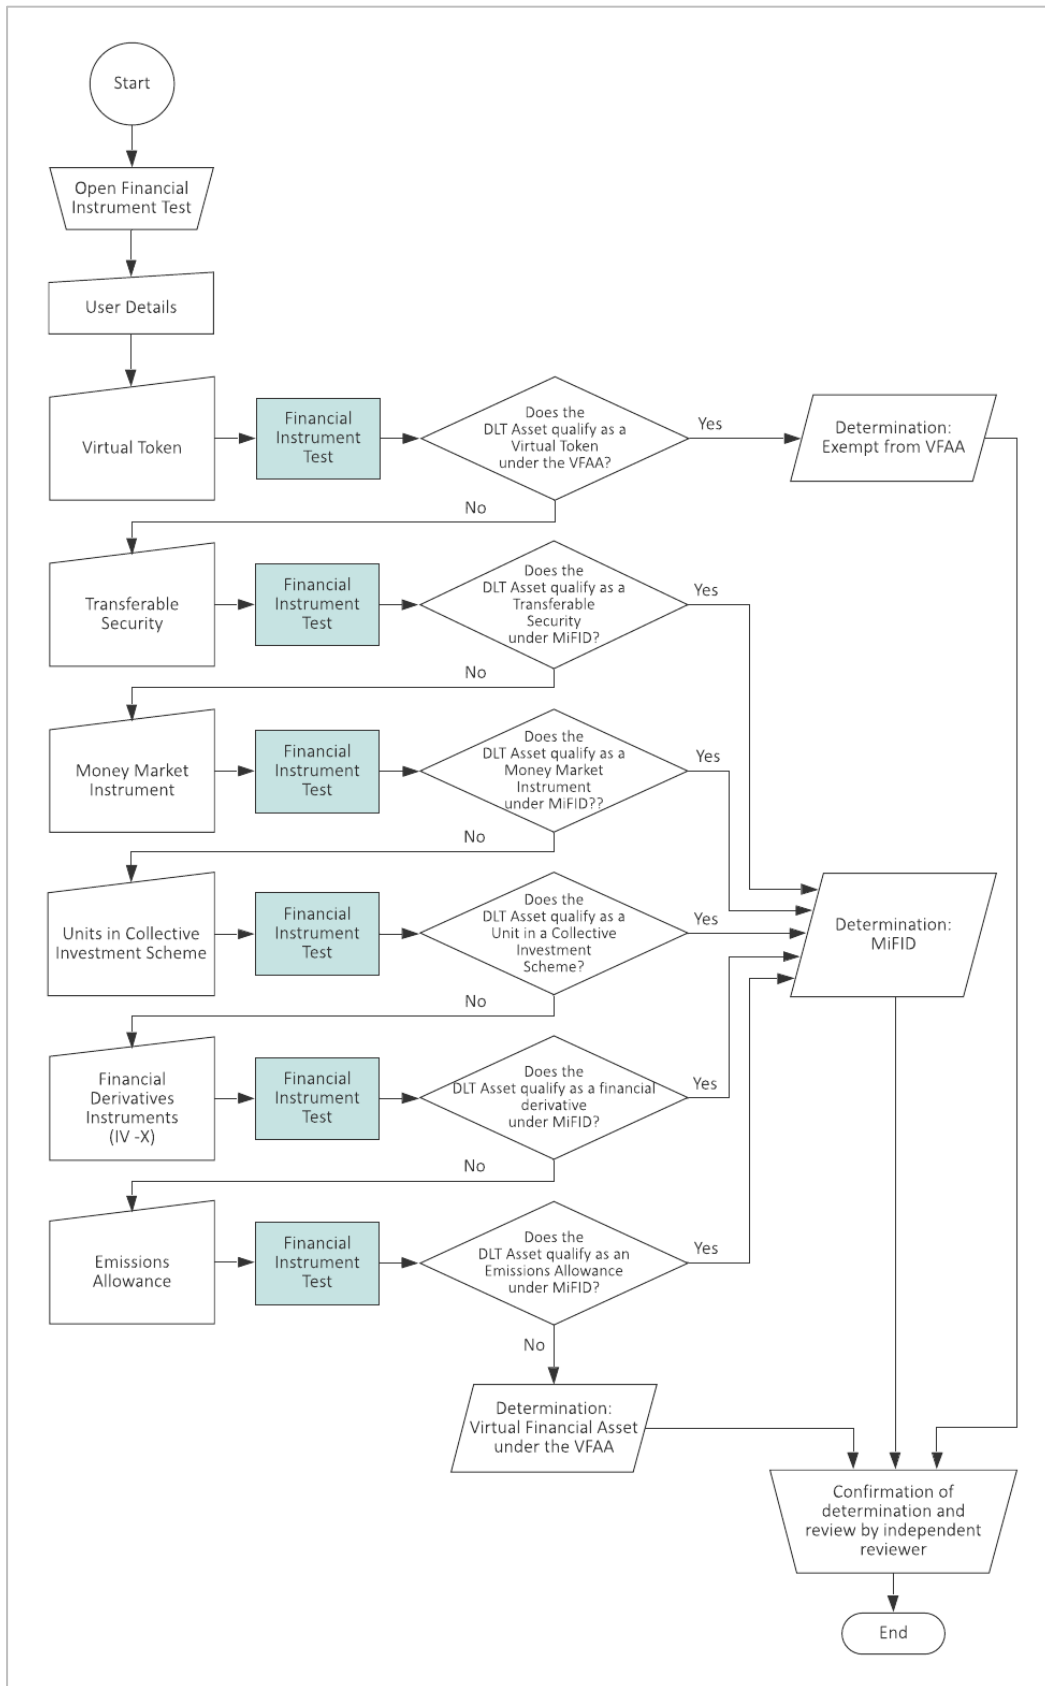 Start
Open Financial
Instrument Test
User Details
Virtual Token
Financial
Instrument
Test
Does the
DLT Asset qualify as a
Virtual Token
under the VFAA?
Yes
Determination:
Exempt from VFAA
No
Transferable
Security
Financial
Instrument
Test
Does the
DLT Asset qualify as a
Transferable
Security
under MiFID?
Yes
No
Money Market
Instrument
Financial
Instrument
Test
Does the
DLT Asset qualify as a
Money Market
Instrument
under MiFID??
Yes
No
Units in Collective
Investment Scheme
Financial
Instrument
Test
Does the
DLT Asset qualify as a
Unit in a Collective
Investment
Scheme?
Yes
Determination:
MiFID
No
Financial
Derivatives
Instruments
(IV -X)
Financial
Instrument
Test
Does the
DLT Asset qualify as a financial
derivative
under MiFID?
Yes
No
Emissions
Allowance
Financial
Instrument
Test
Does the
DLT Asset qualify as an
Emissions Allowance
under MiFID?
Yes
No
Determination:
Virtual Financial Asset
under the VFAA
Confirmation of
determination and
review by independent
reviewer
End